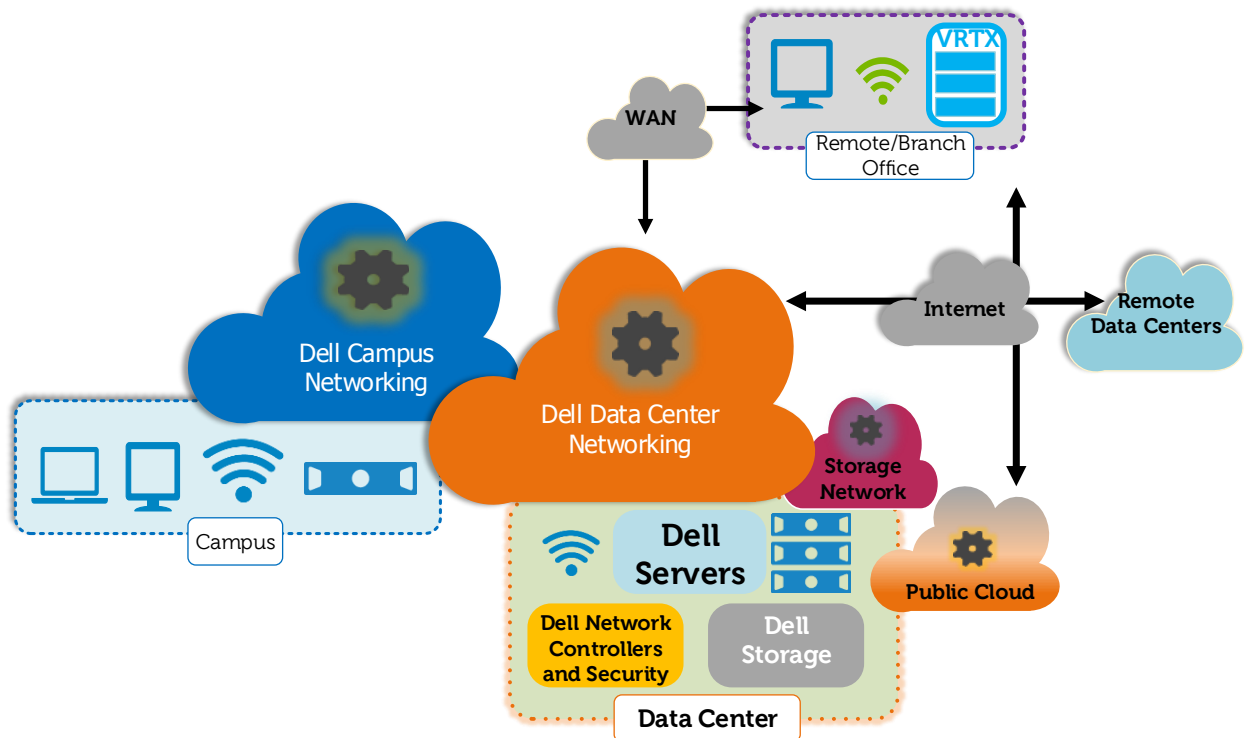 VRTX
WAN
Remote/Branch
Office
Internet
Remote
Data Centers
Dell Campus
Networking
Dell Data Center
Networking
Storage
Network
Campus
Dell
Servers
Public Cloud
Dell Network
Controllers
and Security
Dell
Storage
Data Center